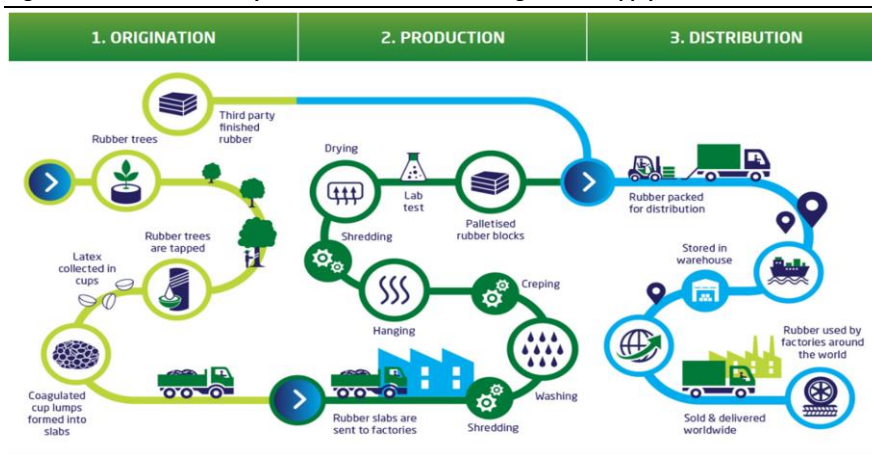 1. ORIGINATION
2. PRODUCTION
3. DISTRIBUTION
Third party
finished
rubber
Rubber trees
Rubber trees
are tapped
Latex
collected in
cups
Coagulated
cup lumps
formed into
slabs
Rubber slabs are
sent to factories
Shredding
Washing
Creping
Hanging
Shredding
Drying
Lab
test
Palletised
rubber blocks
Rubber packed
for distribution
Stored in
warehouse
Sold & delivered
worldwide
Rubber used by
factories around
the world